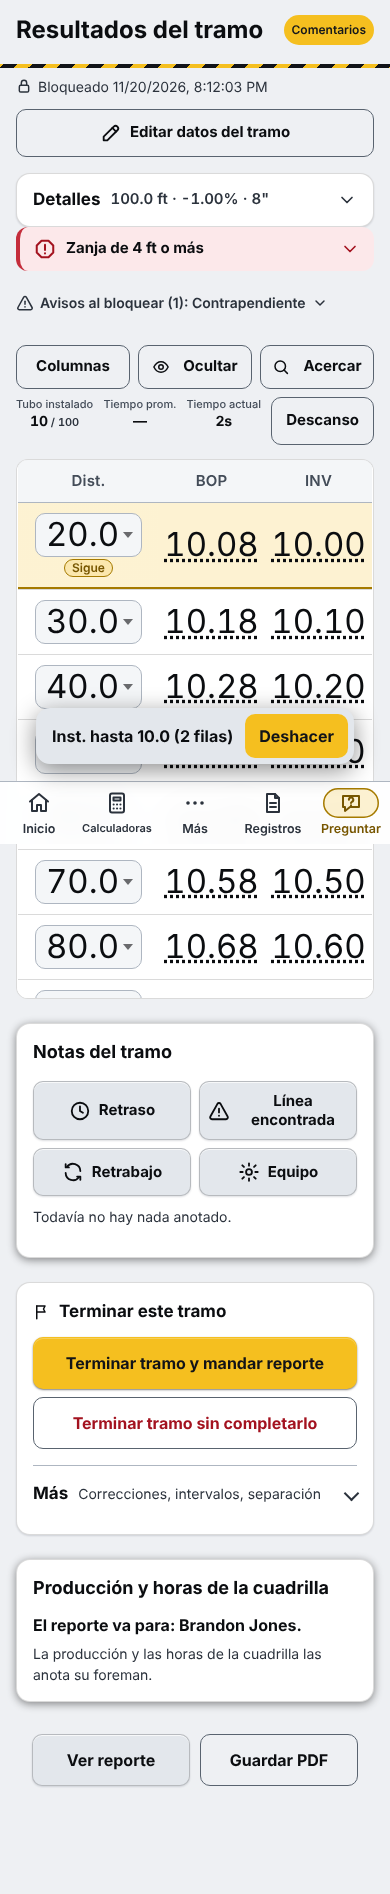 Resultados del tramo
Comentarios
Bloqueado 11/20/2026, 8:12:03 PM
Editar datos del tramo
Detalles 100.0 ft · -1.00% · 8"
Zanja de 4 ft o más
Avisos al bloquear (1): Contrapendiente
Columnas
Ocultar
Acercar
Tubo instalado
10 / 100
Tiempo prom.
—
Tiempo actual
2s
Descanso
Dist. BOP INV
20.0 10.08 10.00
Sigue
30.0 10.18 10.10
40.0 10.28 10.20
Inst. hasta 10.0 (2 filas) Deshacer
Inicio
Calculadoras
Más
Registros
Preguntar
70.0 10.58 10.50
80.0 10.68 10.60
Notas del tramo
Retraso
Línea
encontrada
Retrabajo
Equipo
Todavía no hay nada anotado.
Terminar este tramo
Terminar tramo y mandar reporte
Terminar tramo sin completarlo
Más Correcciones, intervalos, separación
Producción y horas de la cuadrilla
El reporte va para: Brandon Jones.
La producción y las horas de la cuadrilla las
anota su foreman.
Ver reporte
Guardar PDF